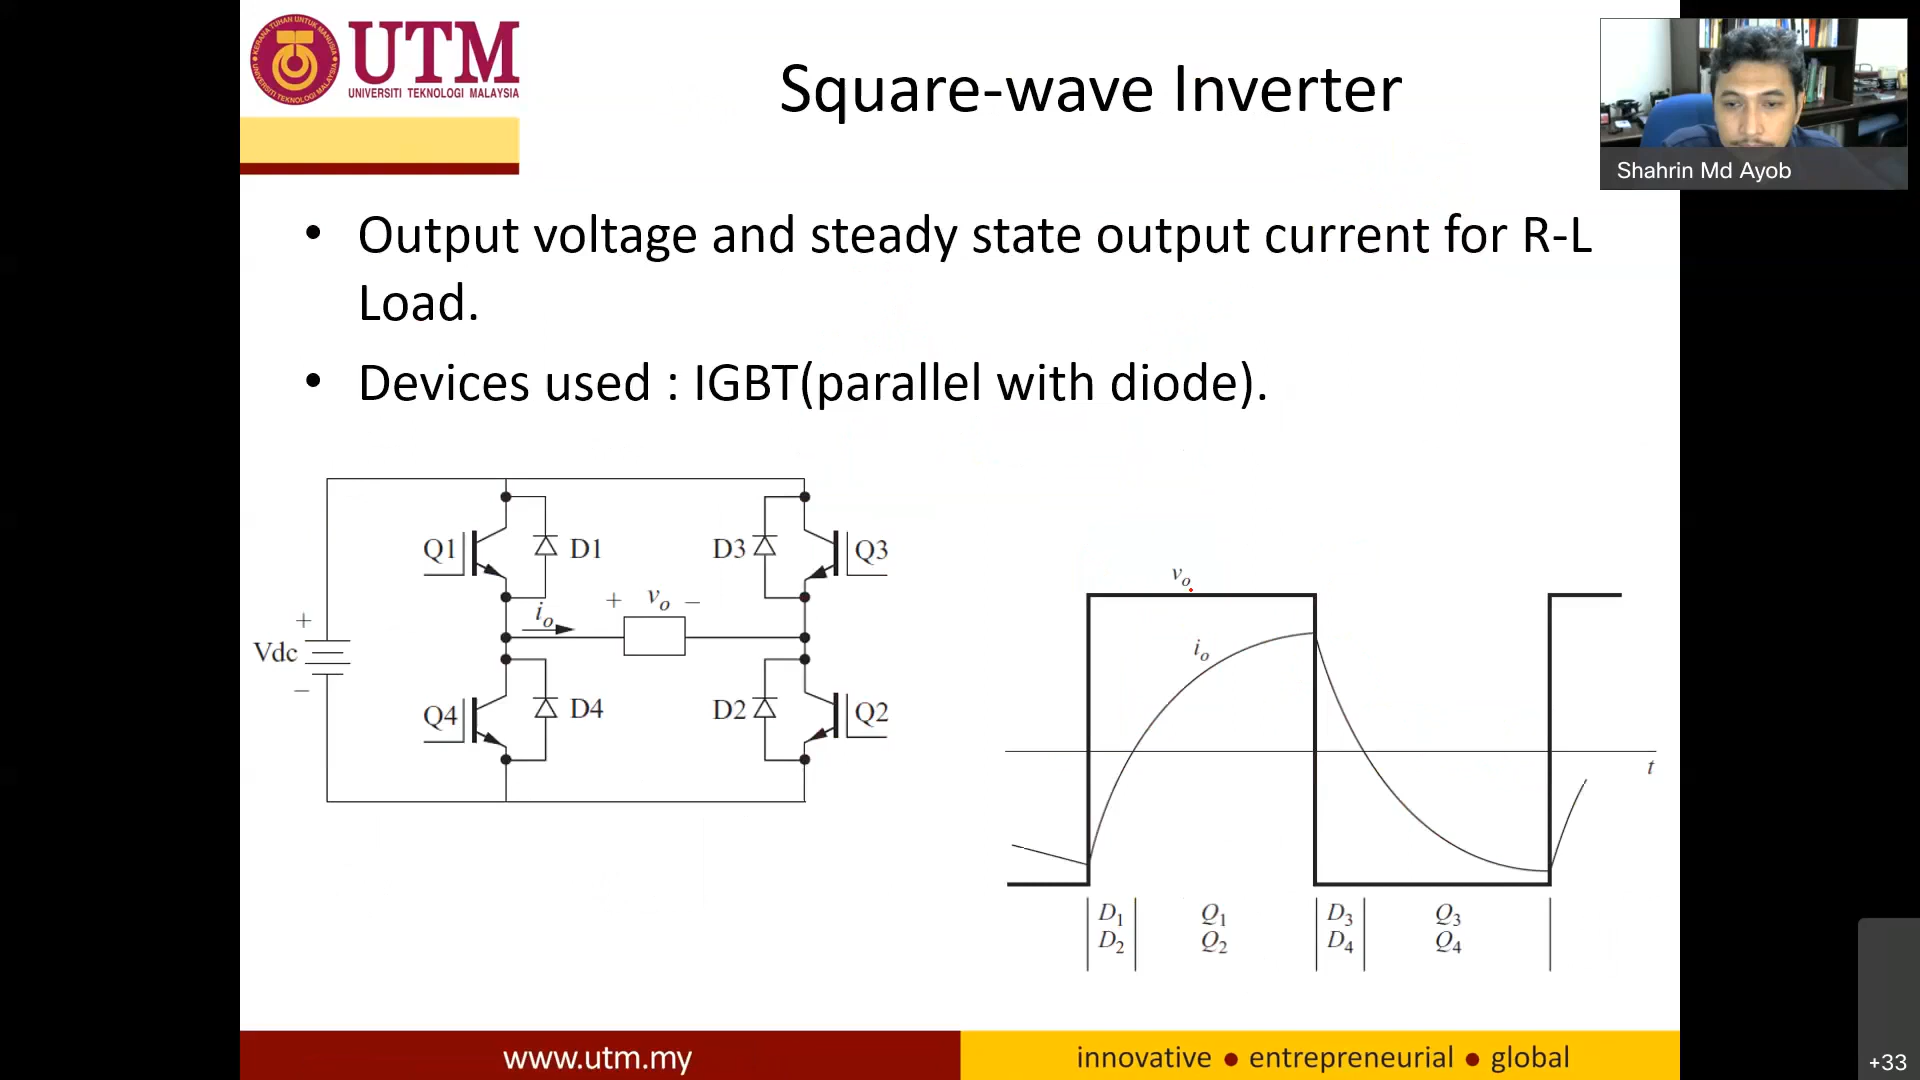 UTM
UNIVERSITI TEKNOLOGI MALAYSIA
Square-wave Inverter
Shahrin Md Ayob
• Output voltage and steady state output current for R-L
Load.
• Devices used : IGBT(parallel with diode).
Q1 D1 D3 Q3
+ Vdc −
io + vo −
Q4 D4 D2 Q2
vo
io
t
D1 Q1 D3 Q3
D2 Q2 D4 Q4
www.utm.my
innovative ● entrepreneurial ● global
+33